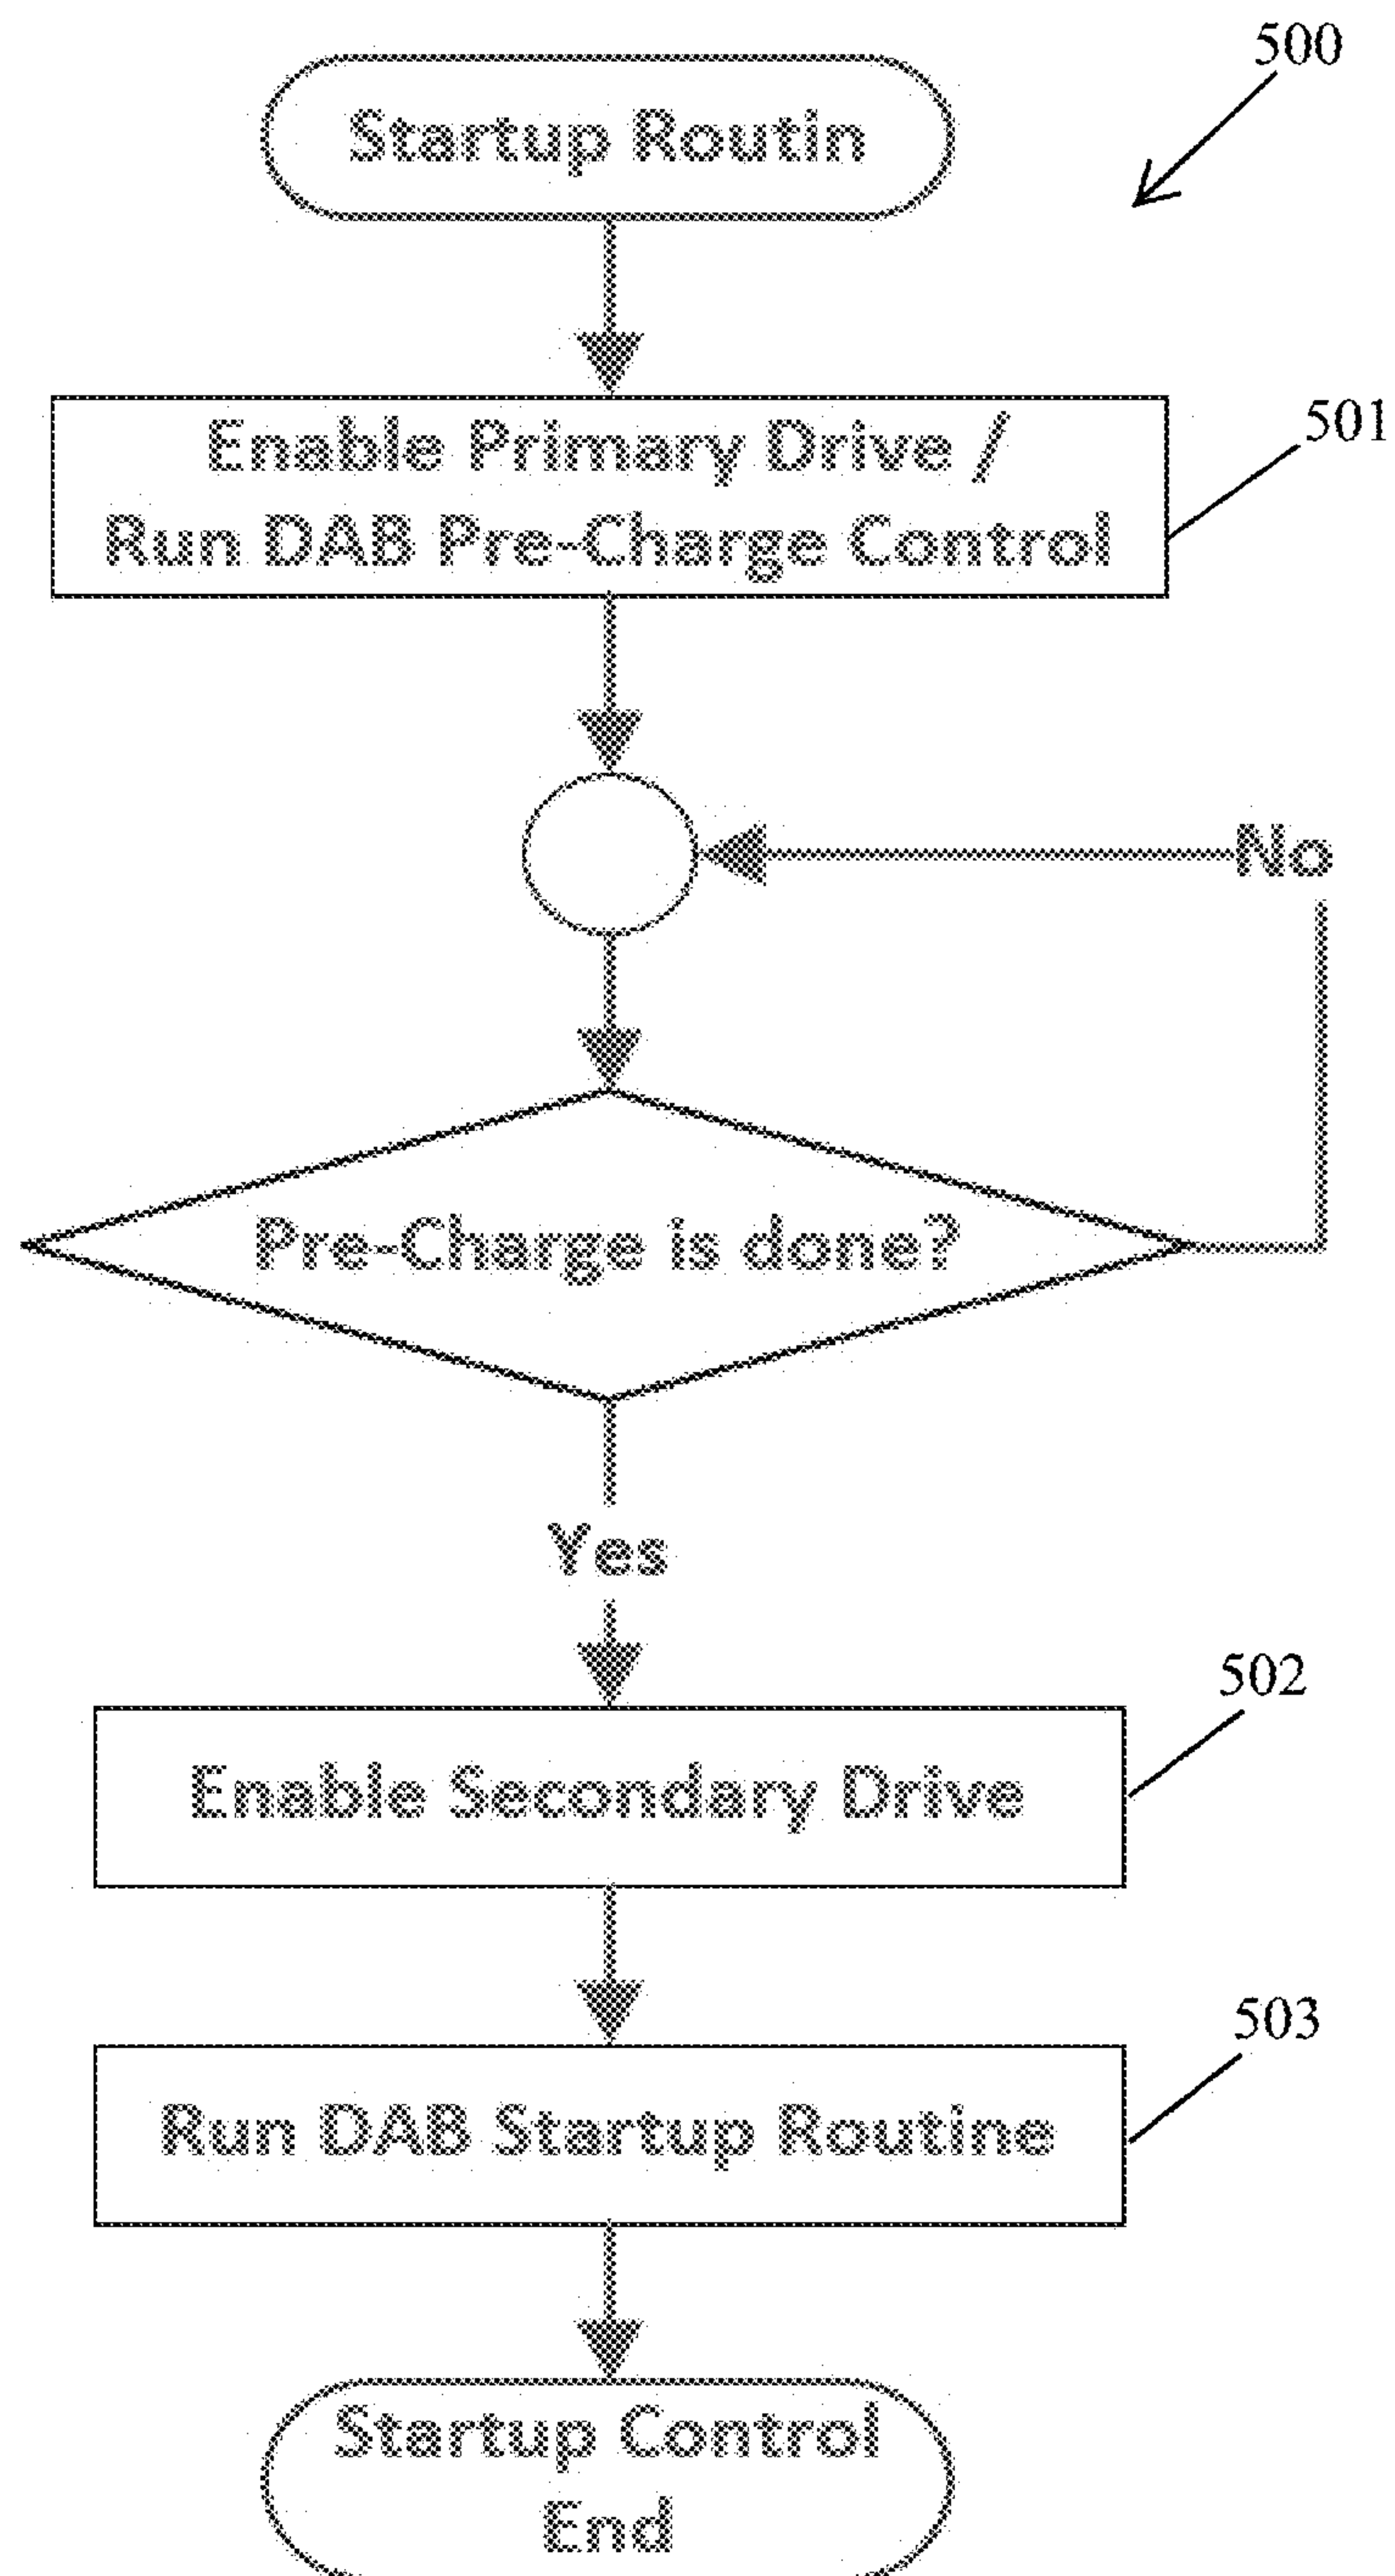 500
Startup Routin
Enable Primary Drive /
Run DAB Pre-Charge Control
501
No
Pre-Charge is done?
Yes
502
Enable Secondary Drive
503
Run DAB Startup Routine
Startup Control
End